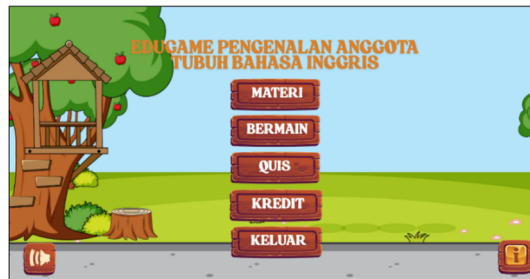 EDUGAME PENGENALAN ANGGOTA
TUBUH BAHASA INGGRIS
MATERI
BERMAIN
QUIS
KREDIT
KELUAR
i